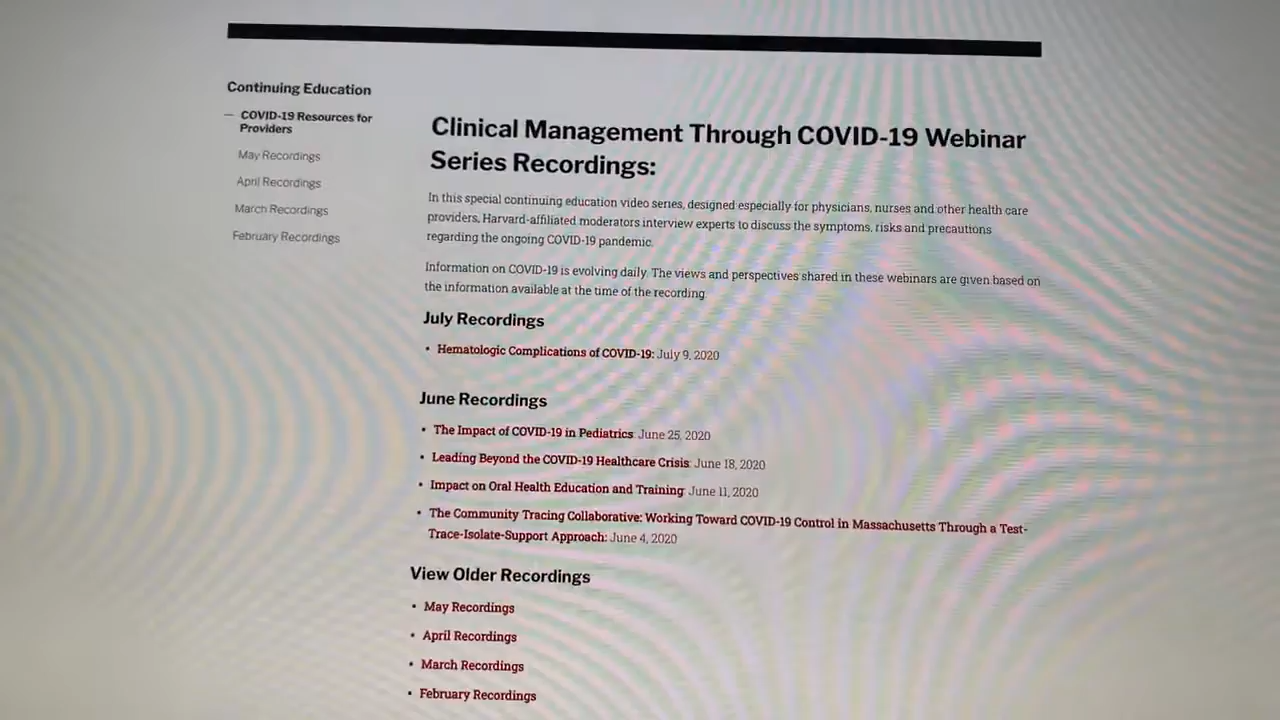 Continuing Education
— COVID-19 Resources for
Providers
May Recordings
April Recordings
March Recordings
February Recordings
Clinical Management Through COVID-19 Webinar
Series Recordings:
In this special continuing education video series, designed especially for physicians, nurses and other health care
providers, Harvard-affiliated moderators interview experts to discuss the symptoms, risks and precautions
regarding the ongoing COVID-19 pandemic.
Information on COVID-19 is evolving daily. The views and perspectives shared in these webinars are given based on
the information available at the time of the recording.
July Recordings
• Hematologic Complications of COVID-19: July 9, 2020
June Recordings
• The Impact of COVID-19 in Pediatrics: June 25, 2020
• Leading Beyond the COVID-19 Healthcare Crisis: June 18, 2020
• Impact on Oral Health Education and Training: June 11, 2020
• The Community Tracing Collaborative: Working Toward COVID-19 Control in Massachusetts Through a Test-
Trace-Isolate-Support Approach: June 4, 2020
View Older Recordings
• May Recordings
• April Recordings
• March Recordings
• February Recordings